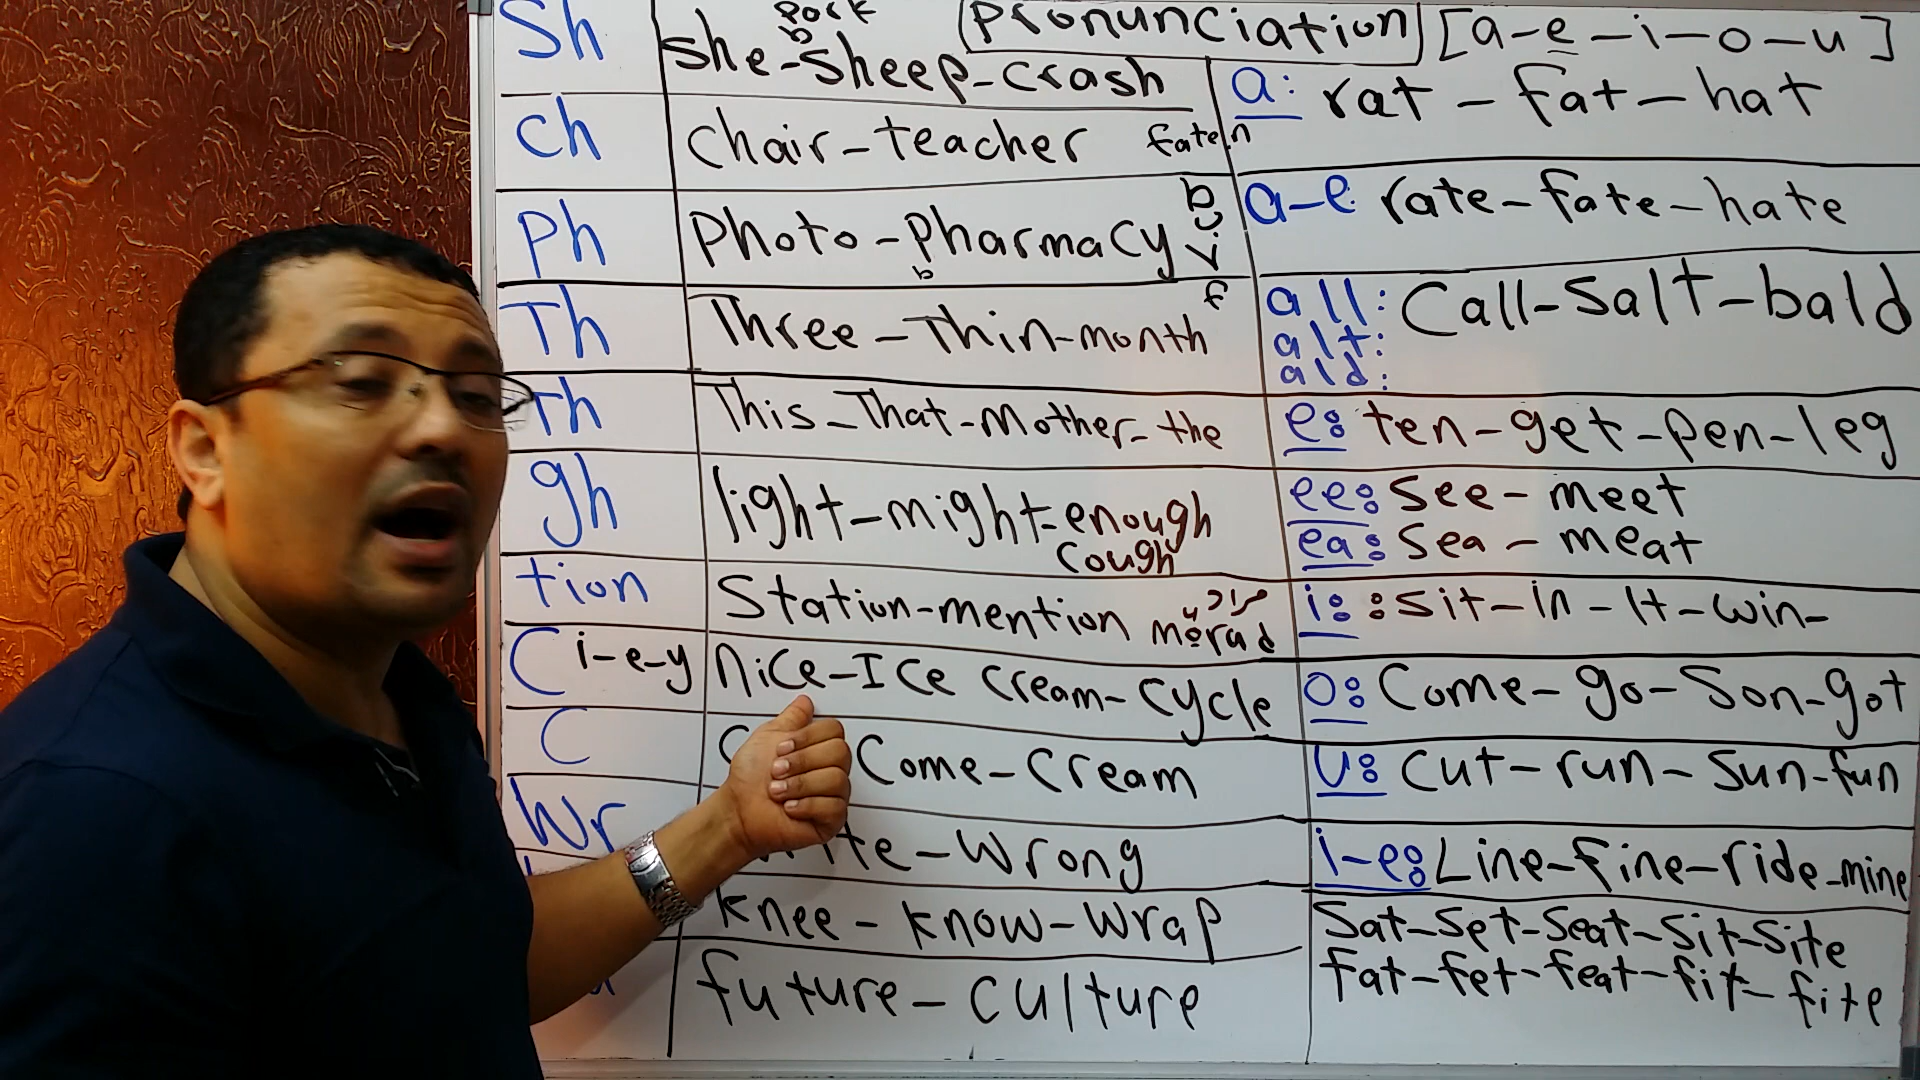 Pronunciation [a-e-i-o-u]
Sh
Pork
b
she-sheep-crash
ch
chair-teacher
faten
Ph
Photo-Pharmacy
b
b
v
f
Th
Three-Thin-month
Th
This-That-Mother-the
gh
light-might-enough
cough
tion
Station-mention
مراد
morad
C i-e-y
nice-Ice cream-cycle
C
Come-Cream
Wr
Wrong
knee-know-wrap
future-culture
a: rat-fat-hat
a-e: rate-fate-hate
all: Call-Salt-bald
alt:
ald:
e: ten-get-pen-leg
ee: see-meet
ea: Sea-meat
i: : sit-in-It-win-
o: Come-go-Son-got
U: cut-run-sun-fun
i-e: Line-fine-ride-mine
Sat-Set-Seat-Sit-Site
fat-fet-feat-fit-fite